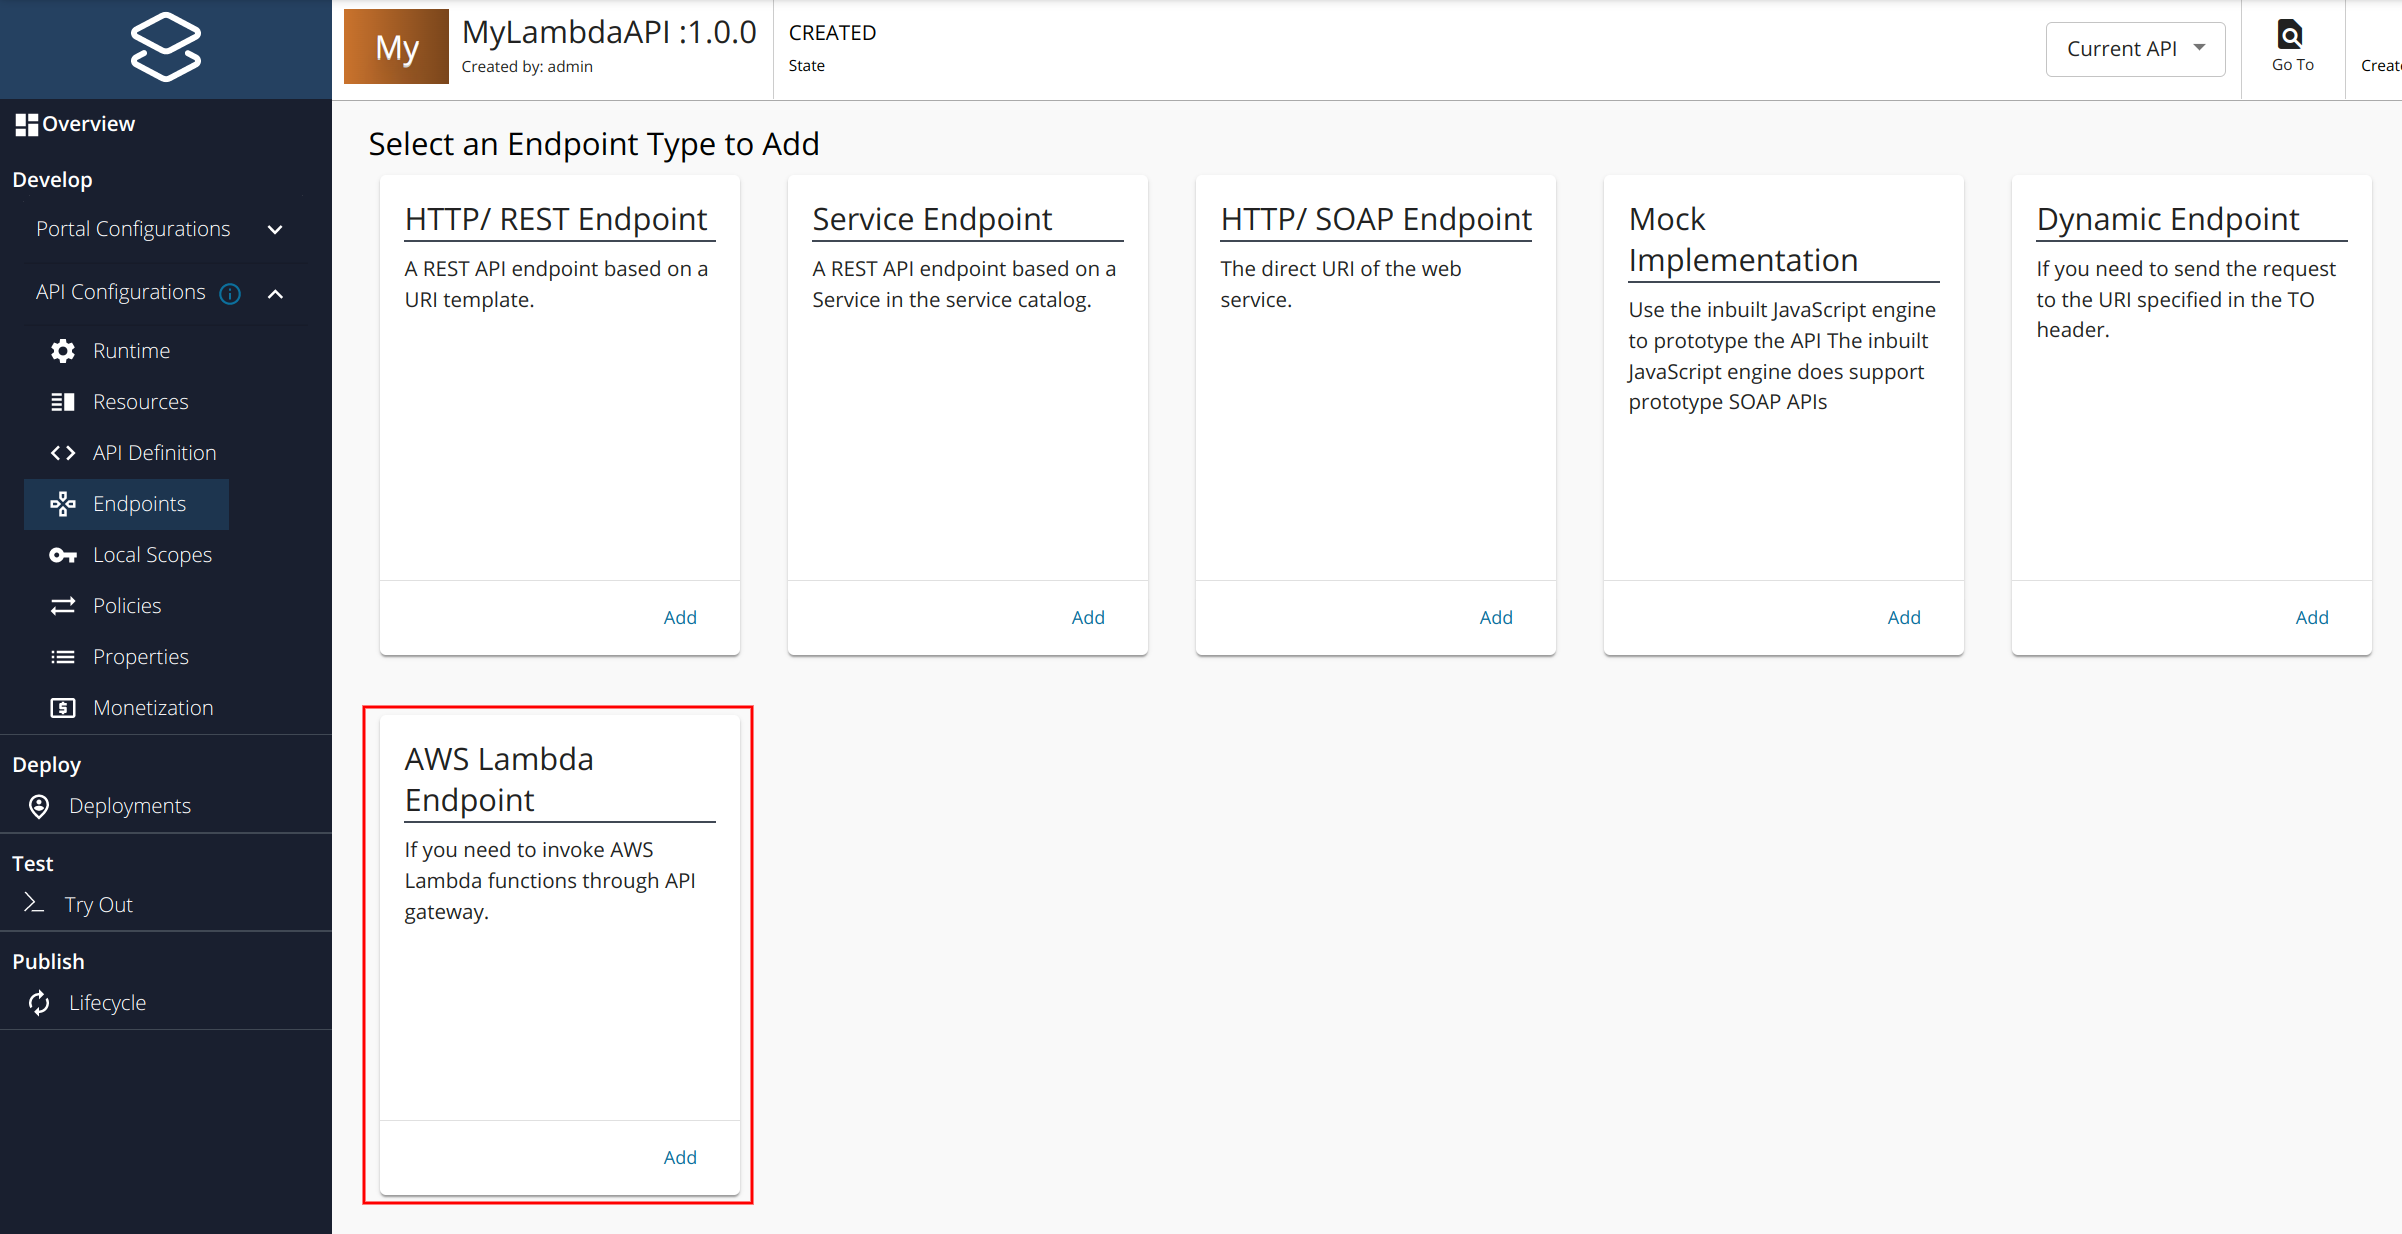 My
MyLambdaAPI :1.0.0
Created by: admin
CREATED
State
Current API
Go To
Overview
Develop
Portal Configurations
API Configurations
Runtime
Resources
API Definition
Endpoints
Local Scopes
Policies
Properties
Monetization
Deploy
Deployments
Test
Try Out
Publish
Lifecycle
Select an Endpoint Type to Add
HTTP/ REST Endpoint
A REST API endpoint based on a
URI template.
Add
Service Endpoint
A REST API endpoint based on a
Service in the service catalog.
Add
HTTP/ SOAP Endpoint
The direct URI of the web
service.
Add
Mock
Implementation
Use the inbuilt JavaScript engine
to prototype the API The inbuilt
JavaScript engine does support
prototype SOAP APIs
Add
Dynamic Endpoint
If you need to send the request
to the URI specified in the TO
header.
Add
AWS Lambda
Endpoint
If you need to invoke AWS
Lambda functions through API
gateway.
Add